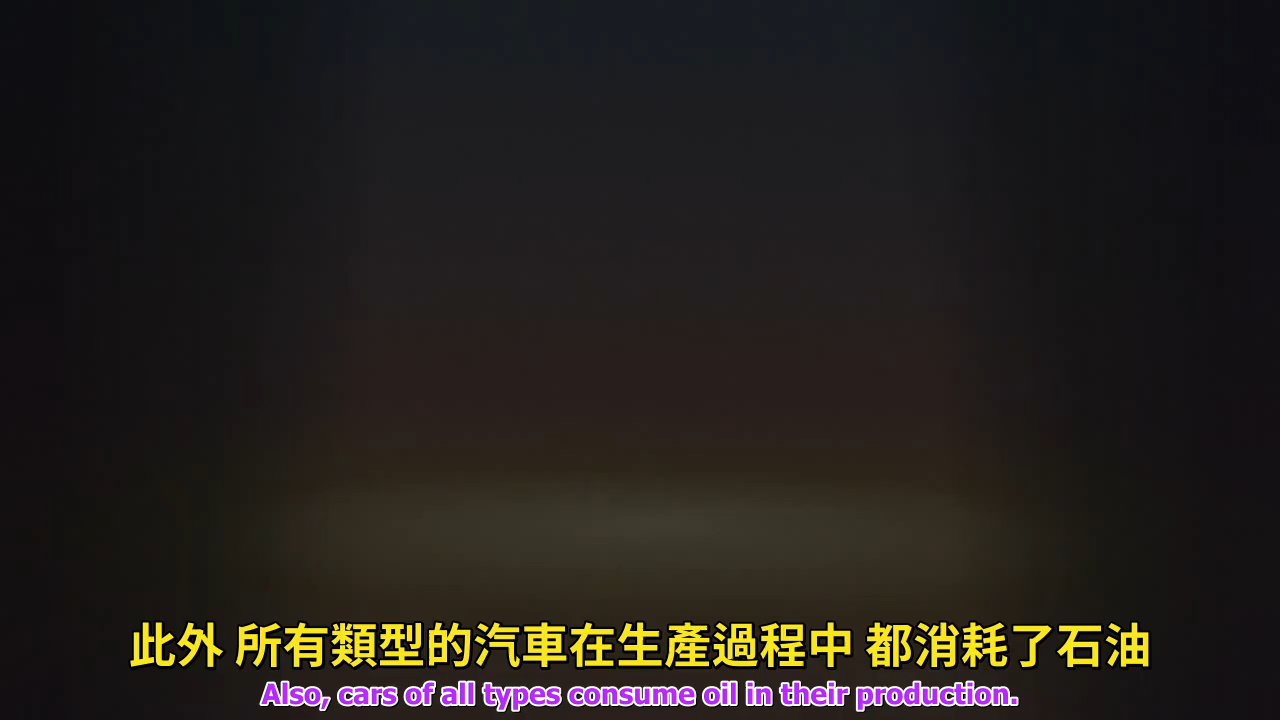 此外 所有類型的汽車在生產過程中 都消耗了石油
Also, cars of all types consume oil in their production.